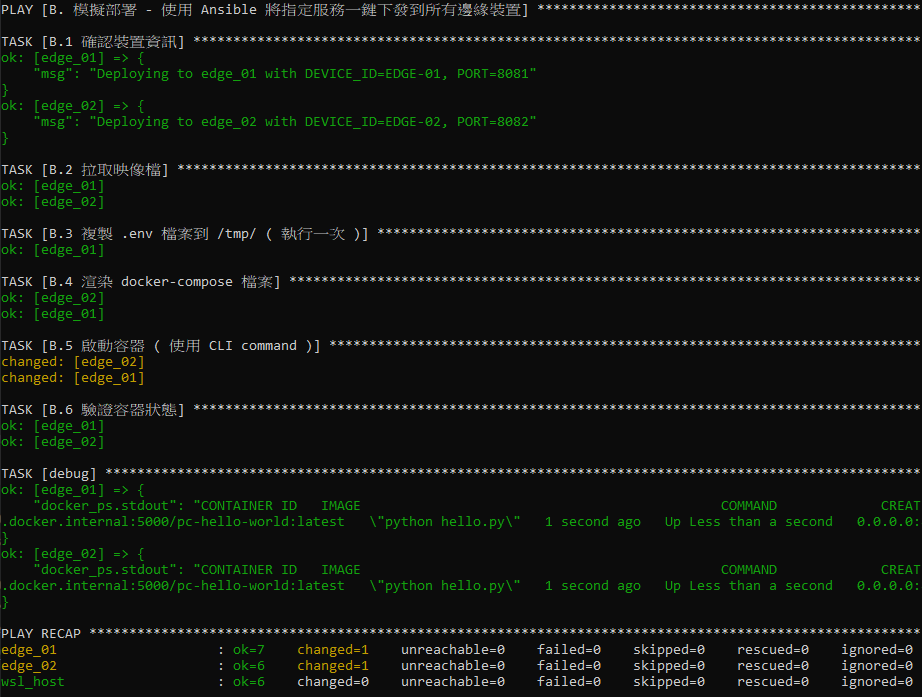 PLAY [B. 模擬部署 - 使用 Ansible 將指定服務一鍵下發到所有邊緣裝置] ************************************************
TASK [B.1 確認裝置資訊] *******************************************************************************************
ok: [edge_01] => {
    "msg": "Deploying to edge_01 with DEVICE_ID=EDGE-01, PORT=8081"
}
ok: [edge_02] => {
    "msg": "Deploying to edge_02 with DEVICE_ID=EDGE-02, PORT=8082"
}
TASK [B.2 拉取映像檔] *********************************************************************************************
ok: [edge_01]
ok: [edge_02]
TASK [B.3 複製 .env 檔案到 /tmp/ ( 執行一次 )] ********************************************************************
ok: [edge_01]
TASK [B.4 渲染 docker-compose 檔案] *******************************************************************************
ok: [edge_02]
ok: [edge_01]
TASK [B.5 啟動容器 ( 使用 CLI command )] **************************************************************************
changed: [edge_02]
changed: [edge_01]
TASK [B.6 驗證容器狀態] *******************************************************************************************
ok: [edge_01]
ok: [edge_02]
TASK [debug] ******************************************************************************************************
ok: [edge_01] => {
    "docker_ps.stdout": "CONTAINER ID   IMAGE                                             COMMAND             CREAT
.docker.internal:5000/pc-hello-world:latest   \"python hello.py\"   1 second ago   Up Less than a second   0.0.0.0:
}
ok: [edge_02] => {
    "docker_ps.stdout": "CONTAINER ID   IMAGE                                             COMMAND             CREAT
.docker.internal:5000/pc-hello-world:latest   \"python hello.py\"   1 second ago   Up Less than a second   0.0.0.0:
}
PLAY RECAP ********************************************************************************************************
edge_01                    : ok=7    changed=1    unreachable=0    failed=0    skipped=0    rescued=0    ignored=0
edge_02                    : ok=6    changed=1    unreachable=0    failed=0    skipped=0    rescued=0    ignored=0
wsl_host                   : ok=6    changed=0    unreachable=0    failed=0    skipped=0    rescued=0    ignored=0